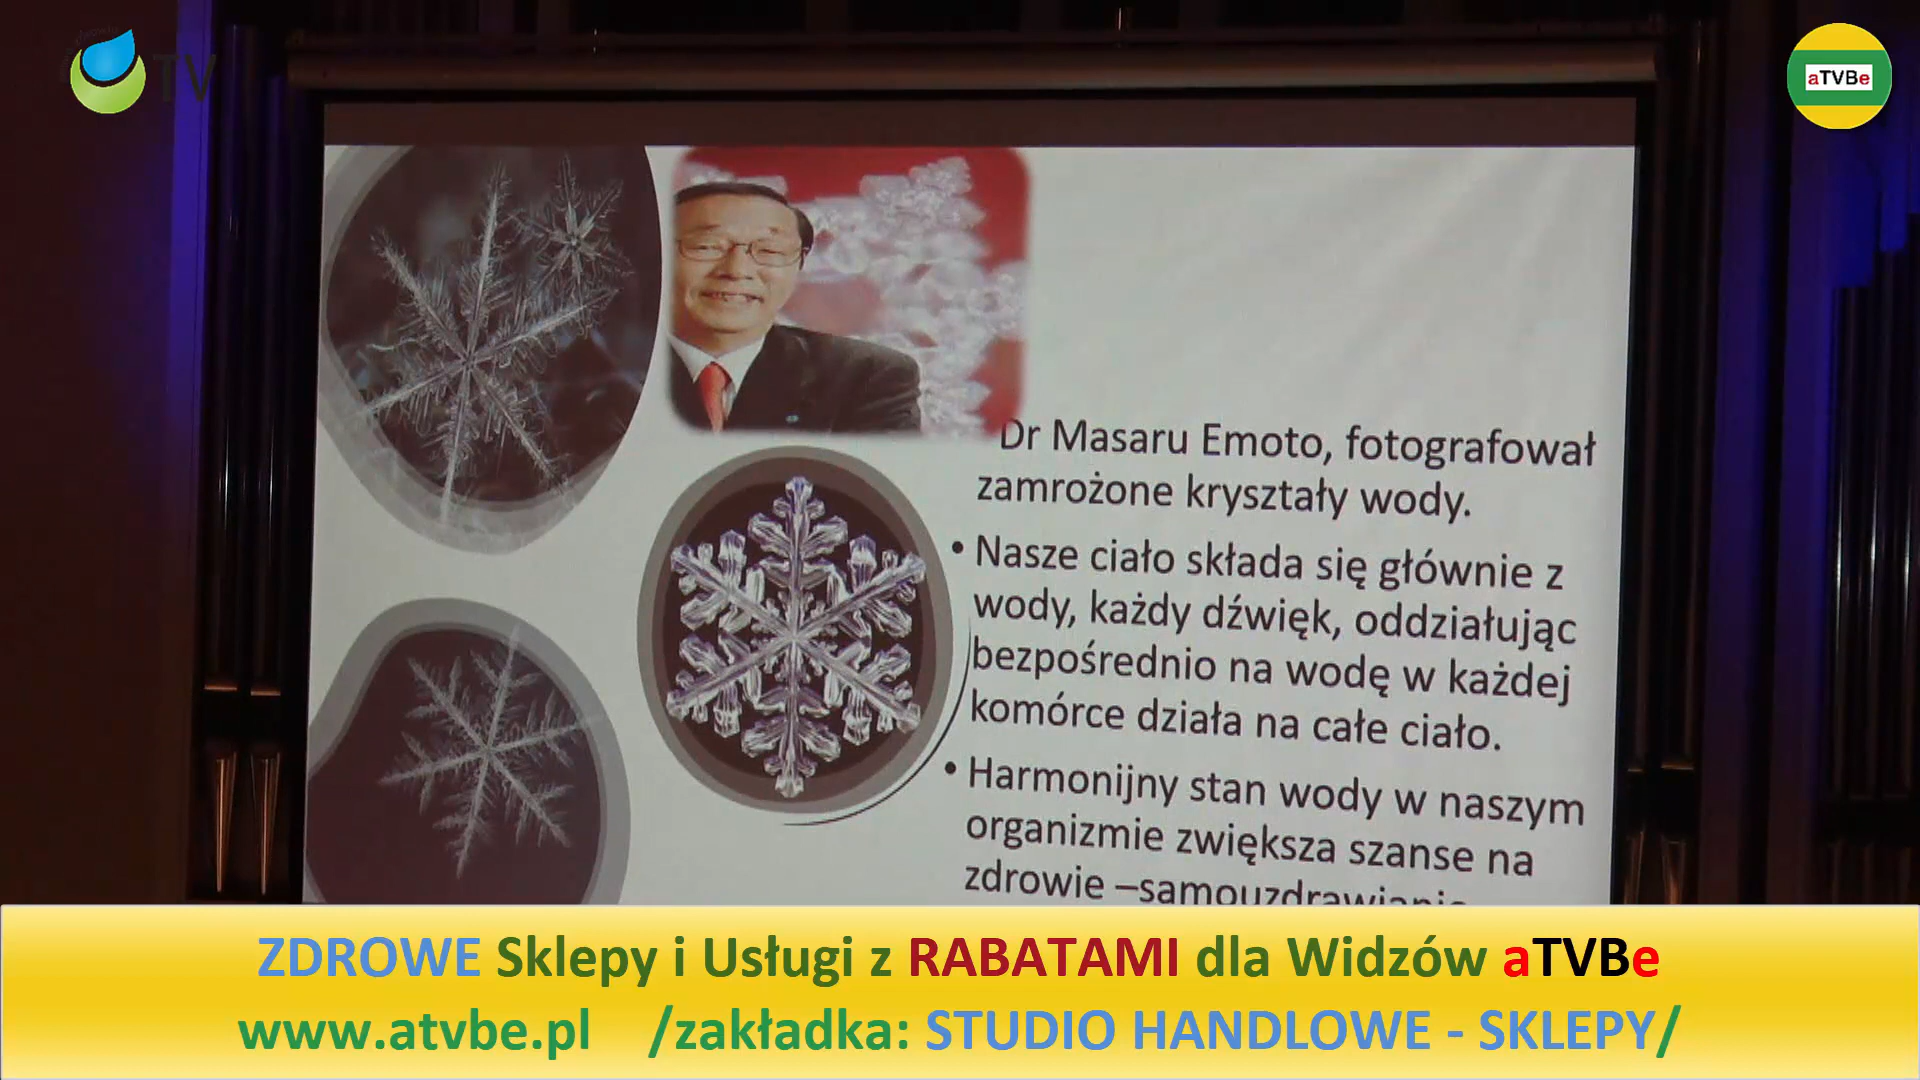 TV
aTVBe
Dr Masaru Emoto, fotografował
zamrożone kryształy wody.
• Nasze ciało składa się głównie z
wody, każdy dźwięk, oddziałując
bezpośrednio na wodę w każdej
komórce działa na całe ciało.
• Harmonijny stan wody w naszym
organizmie zwiększa szanse na
zdrowie –samouzdrawianie
ZDROWE Sklepy i Usługi z RABATAMI dla Widzów aTVBe
www.atvbe.pl /zakładka: STUDIO HANDLOWE - SKLEPY/